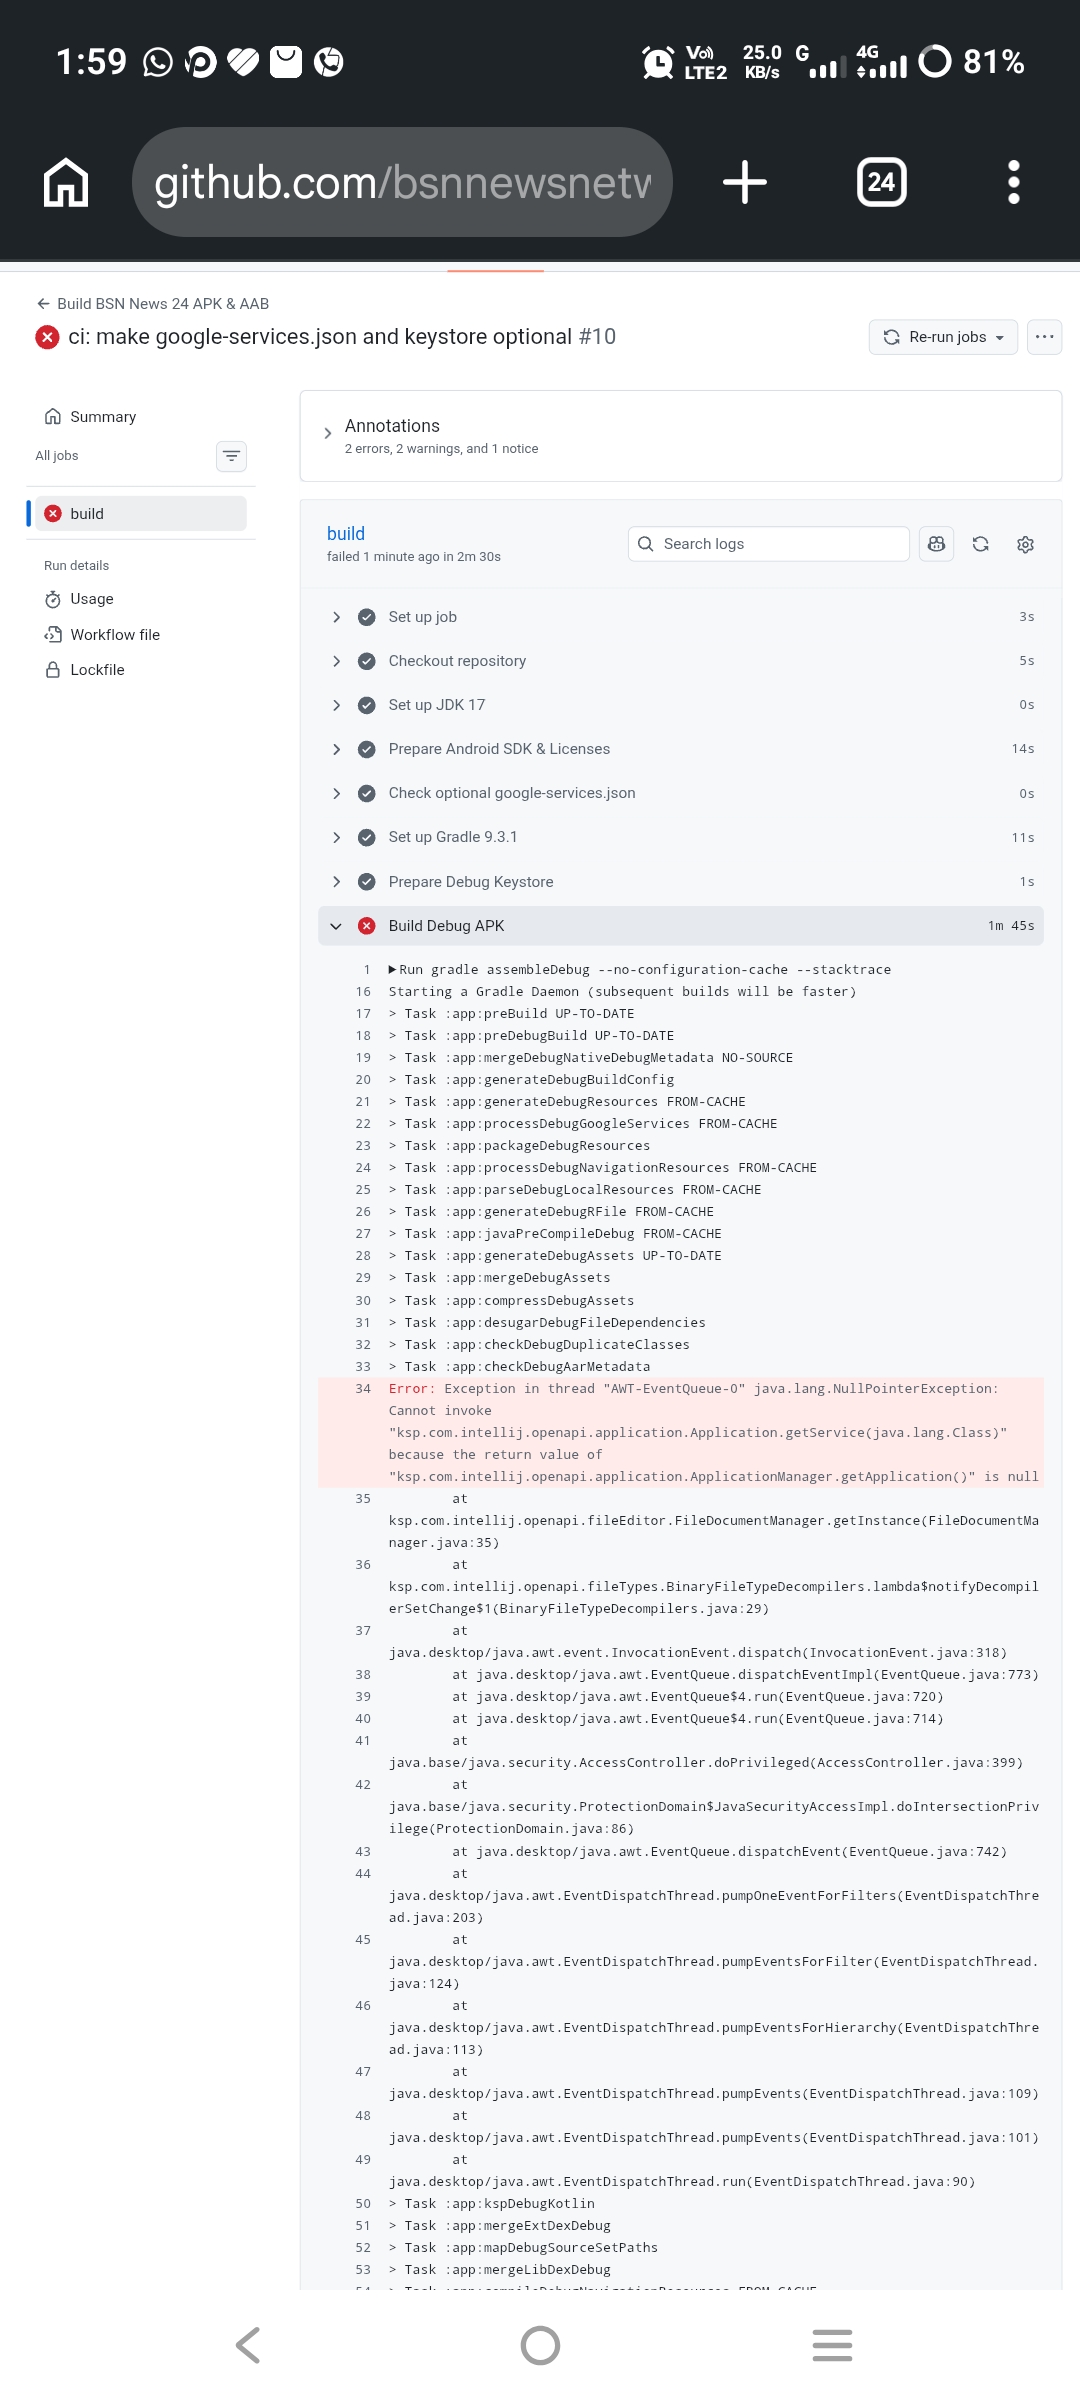 1:59
Vo)) LTE2
25.0 KB/s
G
4G
81%
github.com/bsnnewsnetw
24
Build BSN News 24 APK & AAB
ci: make google-services.json and keystore optional #10
Re-run jobs
Summary
All jobs
build
Run details
Usage
Workflow file
Lockfile
Annotations
2 errors, 2 warnings, and 1 notice
build
failed 1 minute ago in 2m 30s
Search logs
Set up job 3s
Checkout repository 5s
Set up JDK 17 0s
Prepare Android SDK & Licenses 14s
Check optional google-services.json 0s
Set up Gradle 9.3.1 11s
Prepare Debug Keystore 1s
Build Debug APK 1m 45s
1 ▶Run gradle assembleDebug --no-configuration-cache --stacktrace
16 Starting a Gradle Daemon (subsequent builds will be faster)
17 > Task :app:preBuild UP-TO-DATE
18 > Task :app:preDebugBuild UP-TO-DATE
19 > Task :app:mergeDebugNativeDebugMetadata NO-SOURCE
20 > Task :app:generateDebugBuildConfig
21 > Task :app:generateDebugResources FROM-CACHE
22 > Task :app:processDebugGoogleServices FROM-CACHE
23 > Task :app:packageDebugResources
24 > Task :app:processDebugNavigationResources FROM-CACHE
25 > Task :app:parseDebugLocalResources FROM-CACHE
26 > Task :app:generateDebugRFile FROM-CACHE
27 > Task :app:javaPreCompileDebug FROM-CACHE
28 > Task :app:generateDebugAssets UP-TO-DATE
29 > Task :app:mergeDebugAssets
30 > Task :app:compressDebugAssets
31 > Task :app:desugarDebugFileDependencies
32 > Task :app:checkDebugDuplicateClasses
33 > Task :app:checkDebugAarMetadata
34 Error: Exception in thread "AWT-EventQueue-0" java.lang.NullPointerException:
Cannot invoke
"ksp.com.intellij.openapi.application.Application.getService(java.lang.Class)"
because the return value of
"ksp.com.intellij.openapi.application.ApplicationManager.getApplication()" is null
35 at
ksp.com.intellij.openapi.fileEditor.FileDocumentManager.getInstance(FileDocumentMa
nager.java:35)
36 at
ksp.com.intellij.openapi.fileTypes.BinaryFileTypeDecompilers.lambda$notifyDecompil
erSetChange$1(BinaryFileTypeDecompilers.java:29)
37 at
java.desktop/java.awt.event.InvocationEvent.dispatch(InvocationEvent.java:318)
38 at java.desktop/java.awt.EventQueue.dispatchEventImpl(EventQueue.java:773)
39 at java.desktop/java.awt.EventQueue$4.run(EventQueue.java:720)
40 at java.desktop/java.awt.EventQueue$4.run(EventQueue.java:714)
41 at
java.base/java.security.AccessController.doPrivileged(AccessController.java:399)
42 at
java.base/java.security.ProtectionDomain$JavaSecurityAccessImpl.doIntersectionPriv
ilege(ProtectionDomain.java:86)
43 at java.desktop/java.awt.EventQueue.dispatchEvent(EventQueue.java:742)
44 at
java.desktop/java.awt.EventDispatchThread.pumpOneEventForFilters(EventDispatchThre
ad.java:203)
45 at
java.desktop/java.awt.EventDispatchThread.pumpEventsForFilter(EventDispatchThread.
java:124)
46 at
java.desktop/java.awt.EventDispatchThread.pumpEventsForHierarchy(EventDispatchThre
ad.java:113)
47 at
java.desktop/java.awt.EventDispatchThread.pumpEvents(EventDispatchThread.java:109)
48 at
java.desktop/java.awt.EventDispatchThread.pumpEvents(EventDispatchThread.java:101)
49 at
java.desktop/java.awt.EventDispatchThread.run(EventDispatchThread.java:90)
50 > Task :app:kspDebugKotlin
51 > Task :app:mergeExtDexDebug
52 > Task :app:mapDebugSourceSetPaths
53 > Task :app:mergeLibDexDebug